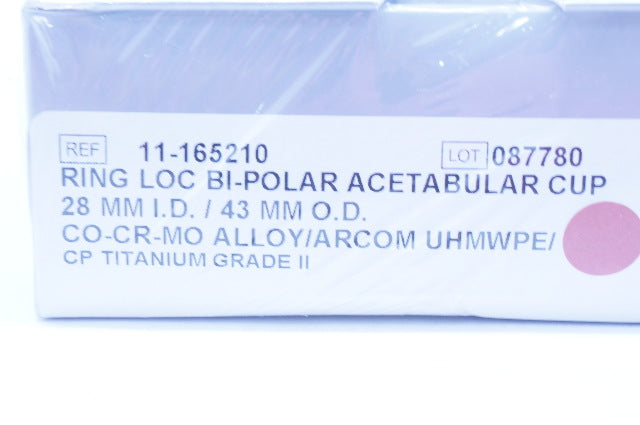 REF 11-165210 LOT 087780
RING LOC BI-POLAR ACETABULAR CUP
28 MM I.D. / 43 MM O.D.
CO-CR-MO ALLOY/ARCOM UHMWPE/
CP TITANIUM GRADE II